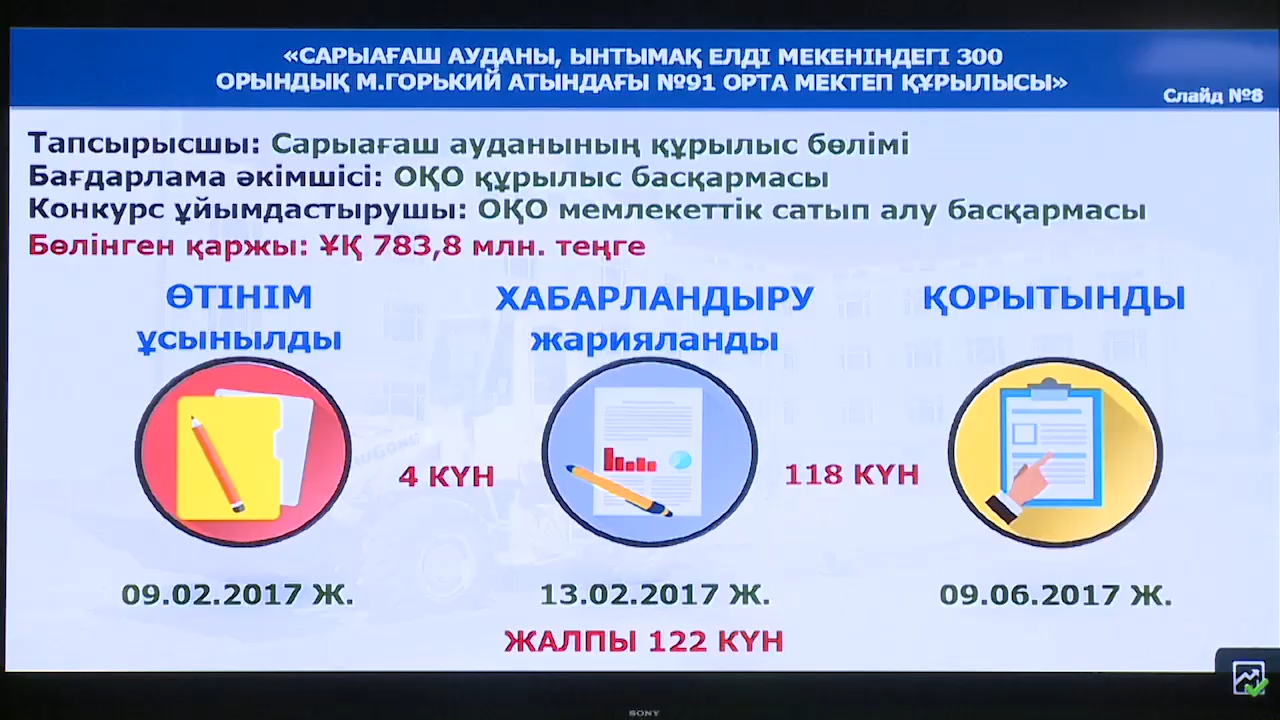 «САРЫАҒАШ АУДАНЫ, ЫНТЫМАҚ ЕЛДІ МЕКЕНІНДЕГІ 300
ОРЫНДЫҚ М.ГОРЬКИЙ АТЫНДАҒЫ №91 ОРТА МЕКТЕП ҚҰРЫЛЫСЫ»
Слайд №8
Тапсырысшы: Сарыағаш ауданының құрылыс бөлімі
Бағдарлама әкімшісі: ОҚО құрылыс басқармасы
Конкурс ұйымдастырушы: ОҚО мемлекеттік сатып алу басқармасы
Бөлінген қаржы: ҰҚ 783,8 млн. теңге
ӨТІНІМ
ұсынылды
ХАБАРЛАНДЫРУ
жарияланды
ҚОРЫТЫНДЫ
4 КҮН
118 КҮН
09.02.2017 Ж.
13.02.2017 Ж.
09.06.2017 Ж.
ЖАЛПЫ 122 КҮН
SONY